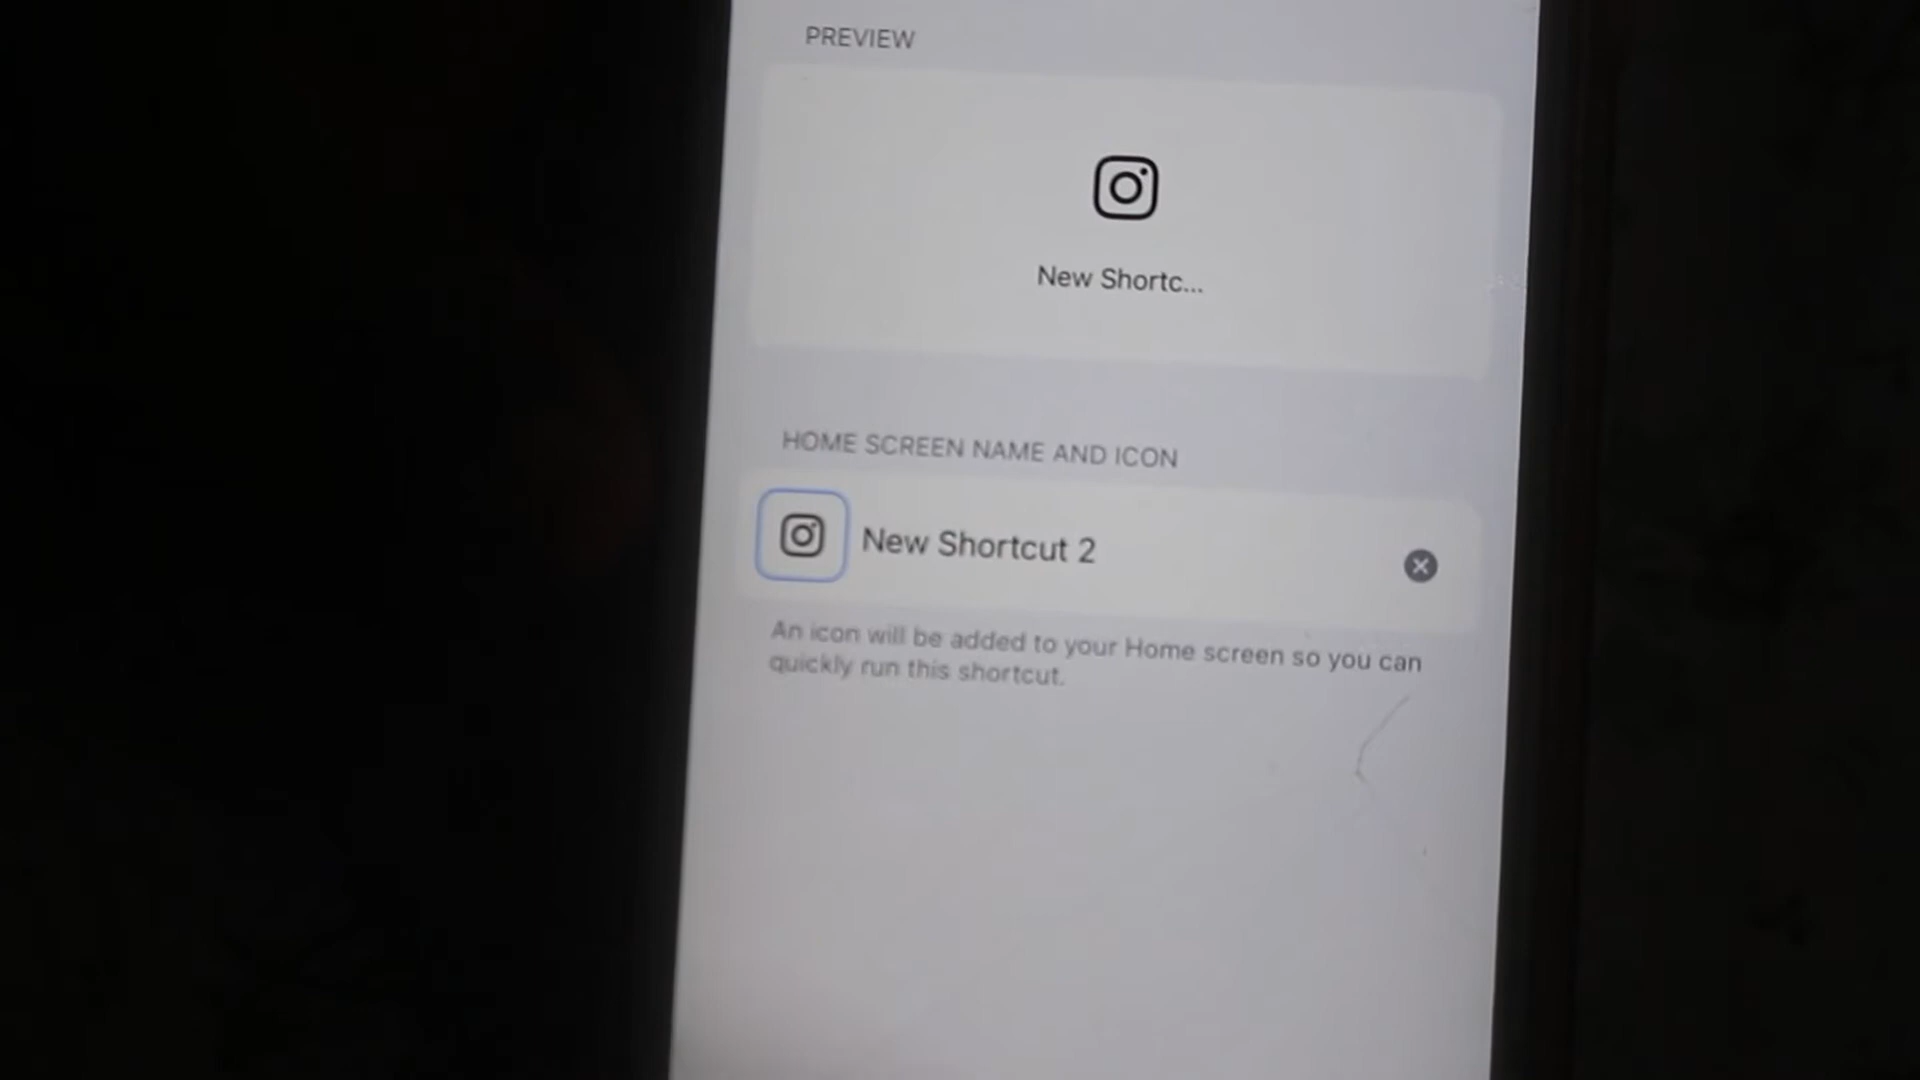 PREVIEW
New Shortc...
HOME SCREEN NAME AND ICON
New Shortcut 2
An icon will be added to your Home screen so you can
quickly run this shortcut.